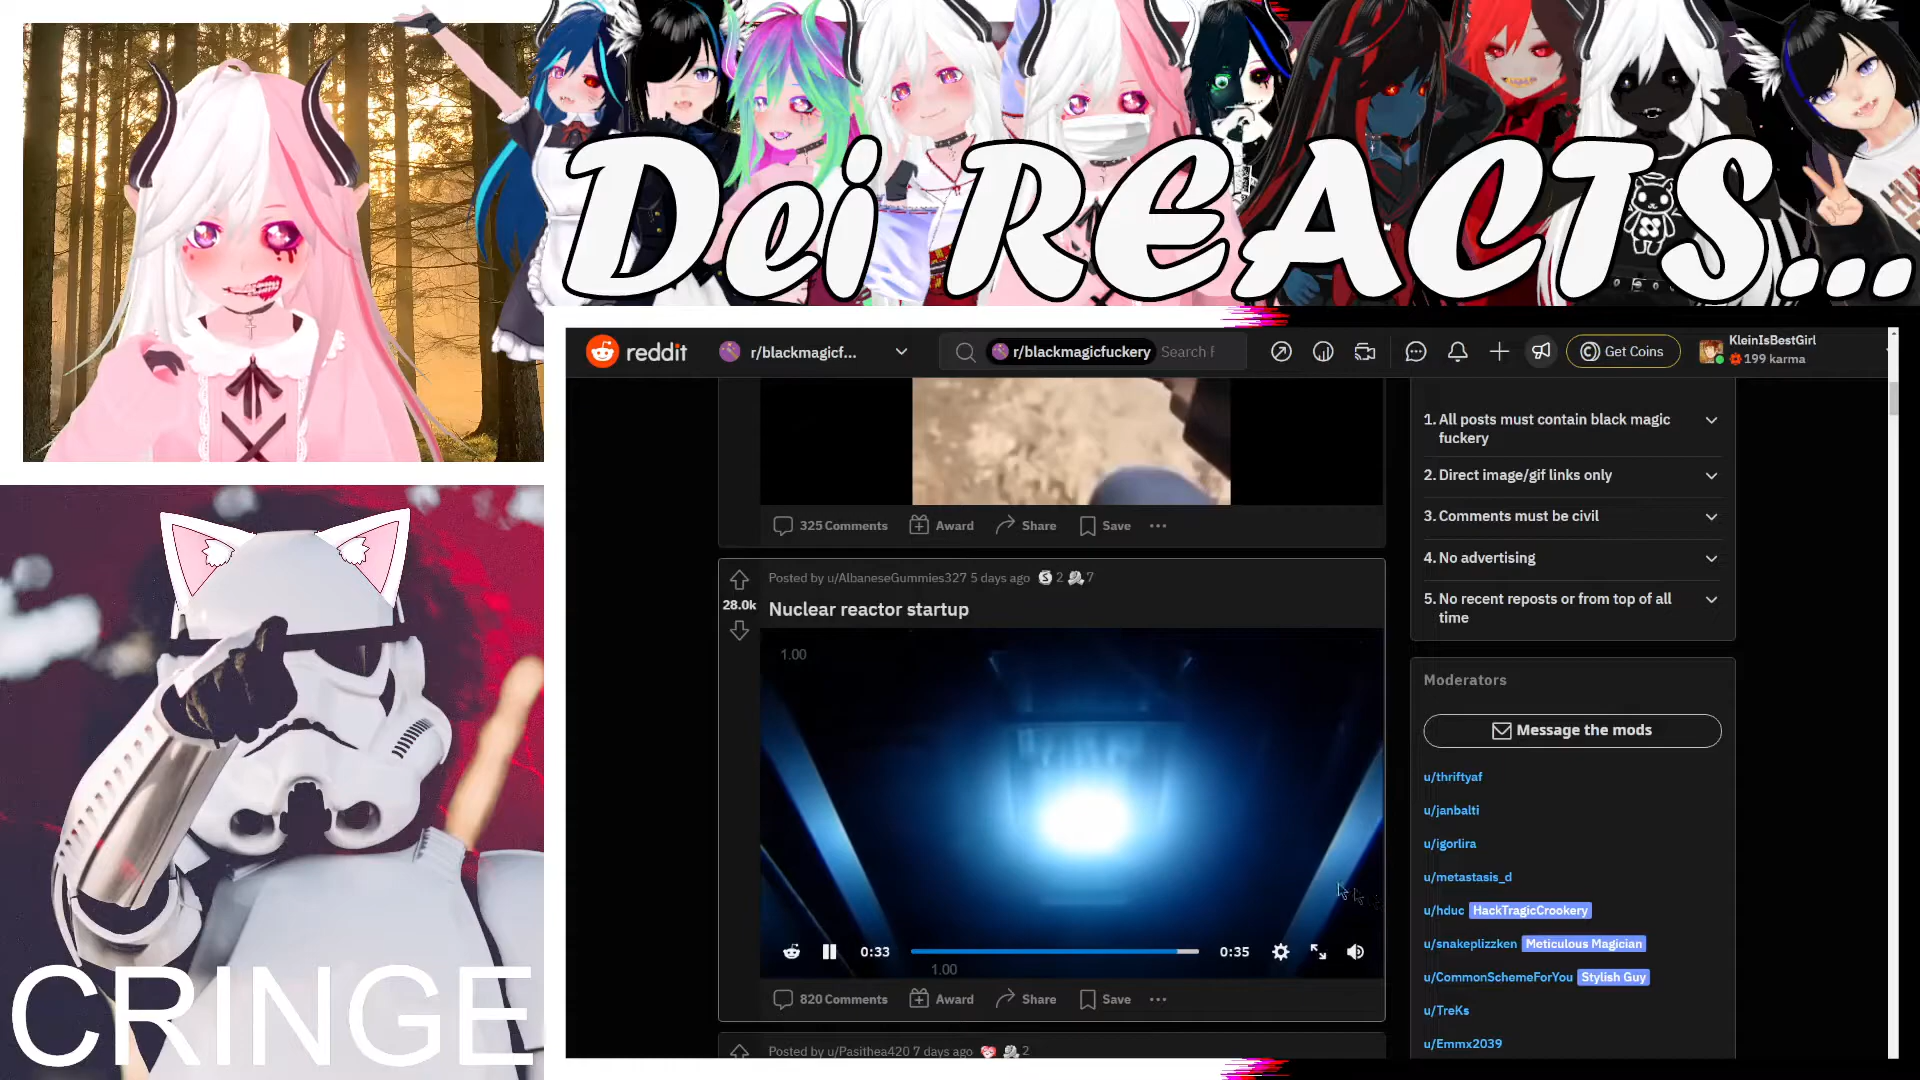 Dei REACTS...
reddit
r/blackmagicf...
r/blackmagicfuckery Search f
Get Coins
KleinIsBestGirl
199 karma
325 Comments Award Share Save
1. All posts must contain black magic
fuckery
2. Direct image/gif links only
3. Comments must be civil
4. No advertising
5. No recent reposts or from top of all
time
Posted by u/AlbaneseGummies327 5 days ago 2 7
28.0k
Nuclear reactor startup
1.00
0:33
0:35
1.00
820 Comments Award Share Save
Posted by u/Pasithea420 7 days ago 2
Moderators
Message the mods
u/thriftyaf
u/janbalti
u/igorlira
u/metastasis_d
u/hduc HackTragicCrookery
u/snakeplizzken Meticulous Magician
u/CommonSchemeForYou Stylish Guy
u/TreKs
u/Emmx2039
CRINGE